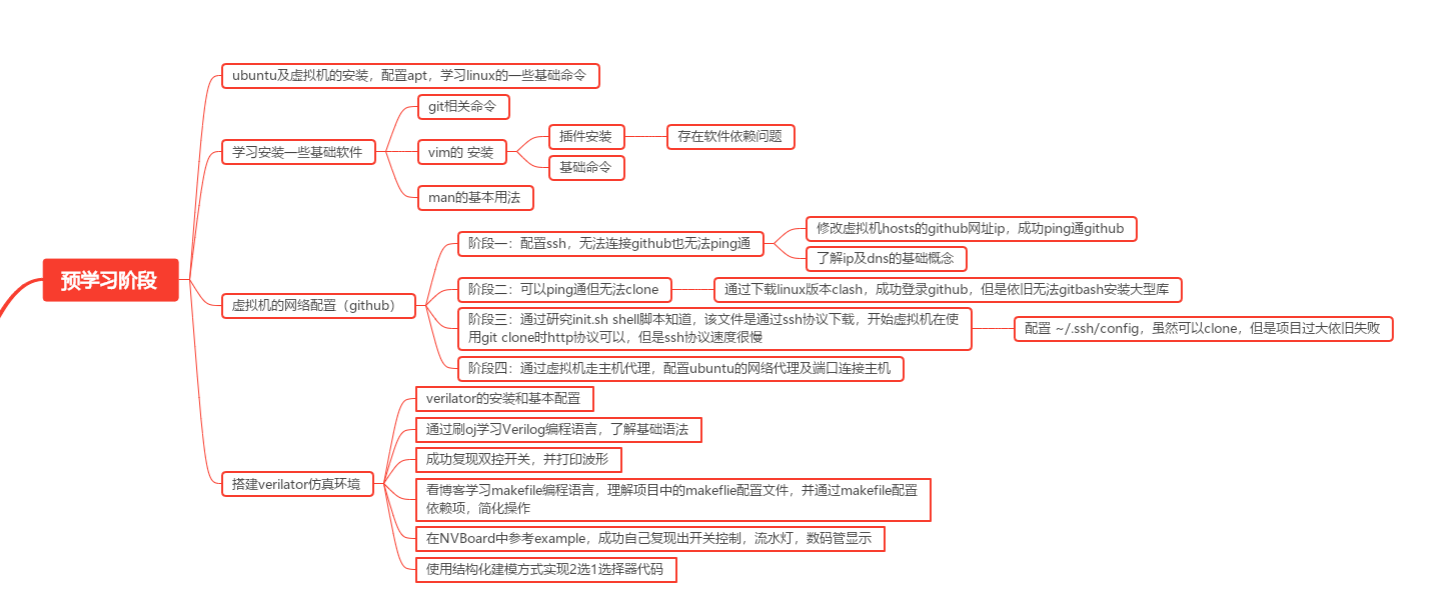 预学习阶段
ubuntu及虚拟机的安装，配置apt，学习linux的一些基础命令
学习安装一些基础软件
git相关命令
vim的 安装
插件安装
存在软件依赖问题
基础命令
man的基本用法
虚拟机的网络配置（github）
阶段一：配置ssh，无法连接github也无法ping通
修改虚拟机hosts的github网址ip，成功ping通github
了解ip及dns的基础概念
阶段二：可以ping通但无法clone
通过下载linux版本clash，成功登录github，但是依旧无法gitbash安装大型库
阶段三：通过研究init.sh shell脚本知道，该文件是通过ssh协议下载，开始虚拟机在使
用git clone时http协议可以，但是ssh协议速度很慢
配置 ~/.ssh/config，虽然可以clone，但是项目过大依旧失败
阶段四：通过虚拟机走主机代理，配置ubuntu的网络代理及端口连接主机
搭建verilator仿真环境
verilator的安装和基本配置
通过刷oj学习Verilog编程语言，了解基础语法
成功复现双控开关，并打印波形
看博客学习makefile编程语言，理解项目中的makeflie配置文件，并通过makefile配置
依赖项，简化操作
在NVBoard中参考example，成功自己复现出开关控制，流水灯，数码管显示
使用结构化建模方式实现2选1选择器代码